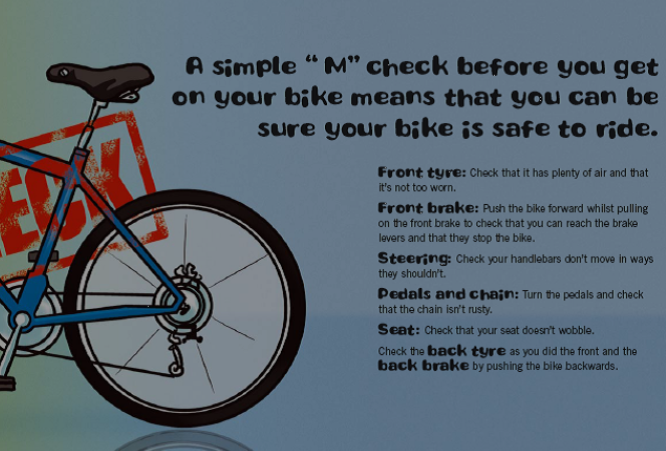 A simple “M” check before you get
on your bike means that you can be
sure your bike is safe to ride.
Front tyre: Check that it has plenty of air and that
it's not too worn.
Front brake: Push the bike forward whilst pulling
on the front brake to check that you can reach the brake
levers and that they stop the bike.
Steering: Check your handlebars don't move in ways
they shouldn't.
Pedals and chain: Turn the pedals and check
that the chain isn't rusty.
Seat: Check that your seat doesn't wobble.
Check the back tyre as you did the front and the
back brake by pushing the bike backwards.
ECK